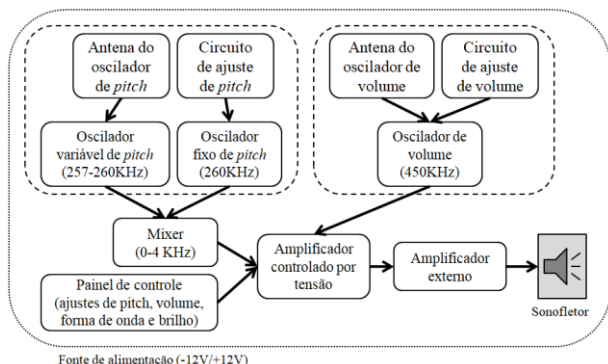 Antena do
oscilador
de pitch
Circuito
de ajuste
de pitch
Antena do
oscilador de
volume
Circuito
de ajuste
de volume
Oscilador
variável de pitch
(257-260KHz)
Oscilador
fixo de pitch
(260KHz)
Oscilador de
volume
(450KHz)
Mixer
(0-4 KHz)
Amplificador
controlado por
tensão
Amplificador
externo
Sonofletor
Painel de controle
(ajustes de pitch, volume,
forma de onda e brilho)
Fonte de alimentação (-12V/+12V)